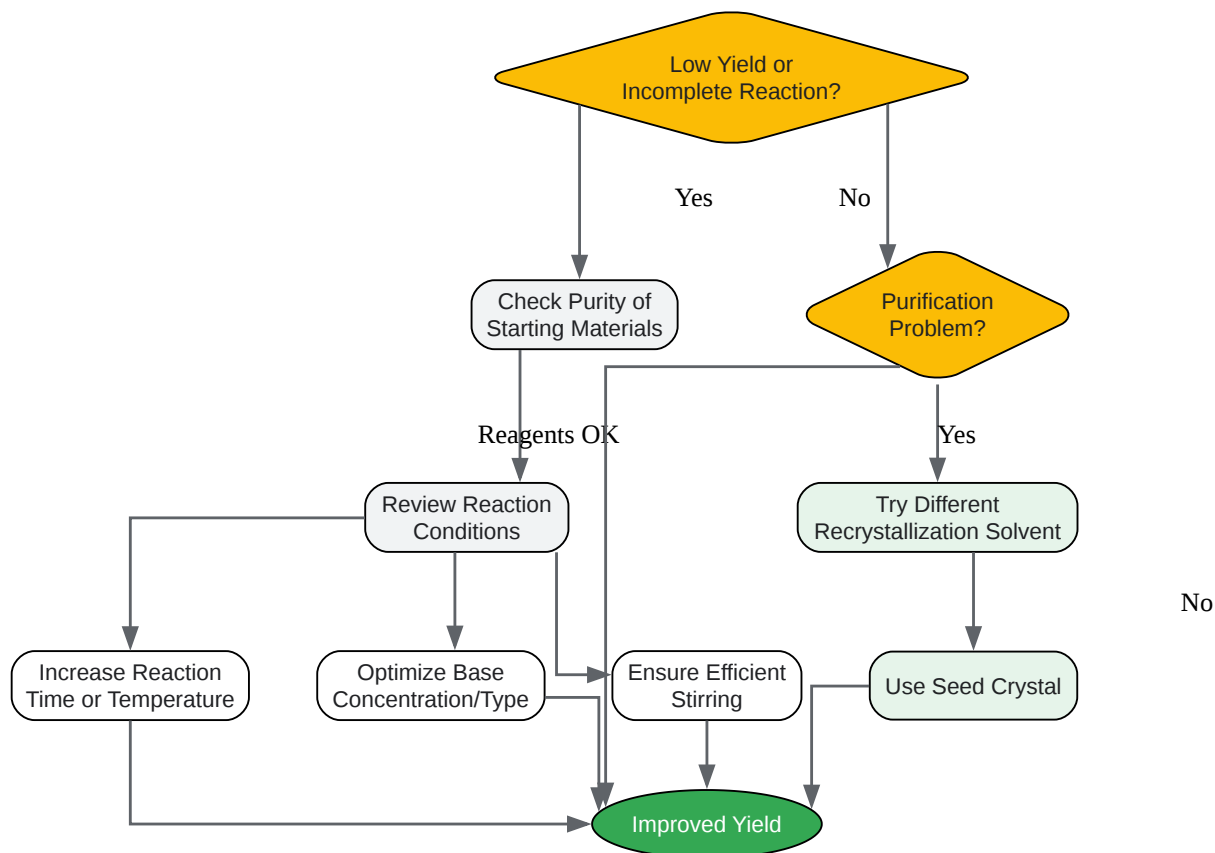 Low Yield or
Incomplete Reaction?
Yes
No
Check Purity of
Starting Materials
Purification
Problem?
Reagents OK
Yes
Review Reaction
Conditions
Try Different
Recrystallization Solvent
No
Increase Reaction
Time or Temperature
Optimize Base
Concentration/Type
Ensure Efficient
Stirring
Use Seed Crystal
Improved Yield